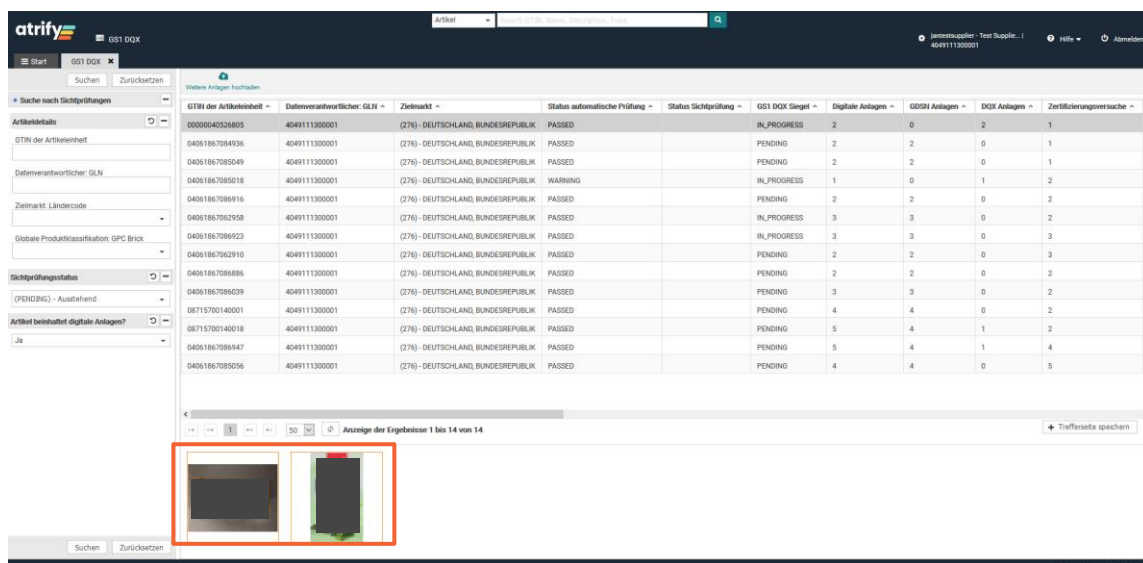 atrify
GS1 DQX
Artikel
Search GTIN, Name, Description, Type
jantestsupplier - Test Supplie... |
4049111300001
Hilfe
Abmelden
Start
GS1 DQX
Suchen
Zurücksetzen
Weitere Anlagen hochladen
Suche nach Sichtprüfungen
Artikeldetails
GTIN der Artikeleinheit
Datenverantwortlicher: GLN
Zielmarkt: Ländercode
Globale Produktklassifikation: GPC Brick
Sichtprüfungsstatus
(PENDING) - Ausstehend
Artikel beinhaltet digitale Anlagen?
Ja
Suchen
Zurücksetzen
GTIN der Artikeleinheit Datenverantwortlicher: GLN Zielmarkt Status automatische Prüfung Status Sichtprüfung GS1 DQX Siegel Digitale Anlagen GDSN Anlagen DQX Anlagen Zertifizierungsversuche
00000040526805 4049111300001 (276) - DEUTSCHLAND, BUNDESREPUBLIK PASSED IN_PROGRESS 2 0 2 1
04061867084936 4049111300001 (276) - DEUTSCHLAND, BUNDESREPUBLIK PASSED PENDING 2 2 0 1
04061867085049 4049111300001 (276) - DEUTSCHLAND, BUNDESREPUBLIK PASSED PENDING 2 2 0 1
04061867085018 4049111300001 (276) - DEUTSCHLAND, BUNDESREPUBLIK WARNING IN_PROGRESS 1 0 1 2
04061867086916 4049111300001 (276) - DEUTSCHLAND, BUNDESREPUBLIK PASSED PENDING 2 2 0 2
04061867062958 4049111300001 (276) - DEUTSCHLAND, BUNDESREPUBLIK PASSED IN_PROGRESS 3 3 0 2
04061867086923 4049111300001 (276) - DEUTSCHLAND, BUNDESREPUBLIK PASSED IN_PROGRESS 3 3 0 3
04061867062910 4049111300001 (276) - DEUTSCHLAND, BUNDESREPUBLIK PASSED PENDING 2 2 0 3
04061867086886 4049111300001 (276) - DEUTSCHLAND, BUNDESREPUBLIK PASSED PENDING 2 2 0 2
04061867086039 4049111300001 (276) - DEUTSCHLAND, BUNDESREPUBLIK PASSED PENDING 3 3 0 2
08715700140001 4049111300001 (276) - DEUTSCHLAND, BUNDESREPUBLIK PASSED PENDING 4 4 0 2
08715700140018 4049111300001 (276) - DEUTSCHLAND, BUNDESREPUBLIK PASSED PENDING 5 4 1 2
04061867086947 4049111300001 (276) - DEUTSCHLAND, BUNDESREPUBLIK PASSED PENDING 5 4 1 4
04061867085056 4049111300001 (276) - DEUTSCHLAND, BUNDESREPUBLIK PASSED PENDING 4 4 0 5
1 50 Anzeige der Ergebnisse 1 bis 14 von 14
Trefferseite speichern